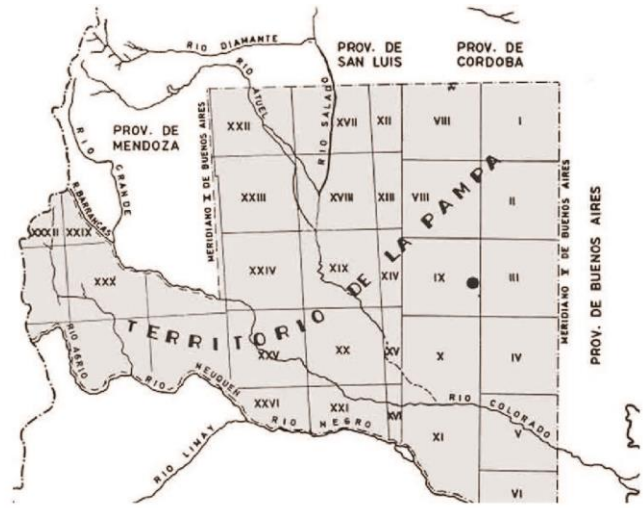 RIO DIAMANTE
PROV. DE
SAN LUIS
PROV. DE
CORDOBA
RIO ATUEL
RIO SALADO
PROV. DE
MENDOZA
RIO GRANDE
R. BARRANCAS
MERIDIANO X DE BUENOS AIRES
XXII
XVII
XII
VIII
I
XXIII
XVIII
XIII
VIII
II
XXXII
XXIX
XXX
XXIV
XIX
XIV
IX
III
TERRITORIO DE LA PAMPA
MERIDIANO V DE BUENOS AIRES
PROV. DE BUENOS AIRES
XXV
XX
XV
X
IV
RIO AGRIO
RIO NEUQUEN
XXVI
XXI
XVI
XI
V
VI
RIO NEGRO
RIO COLORADO
RIO LIMAY